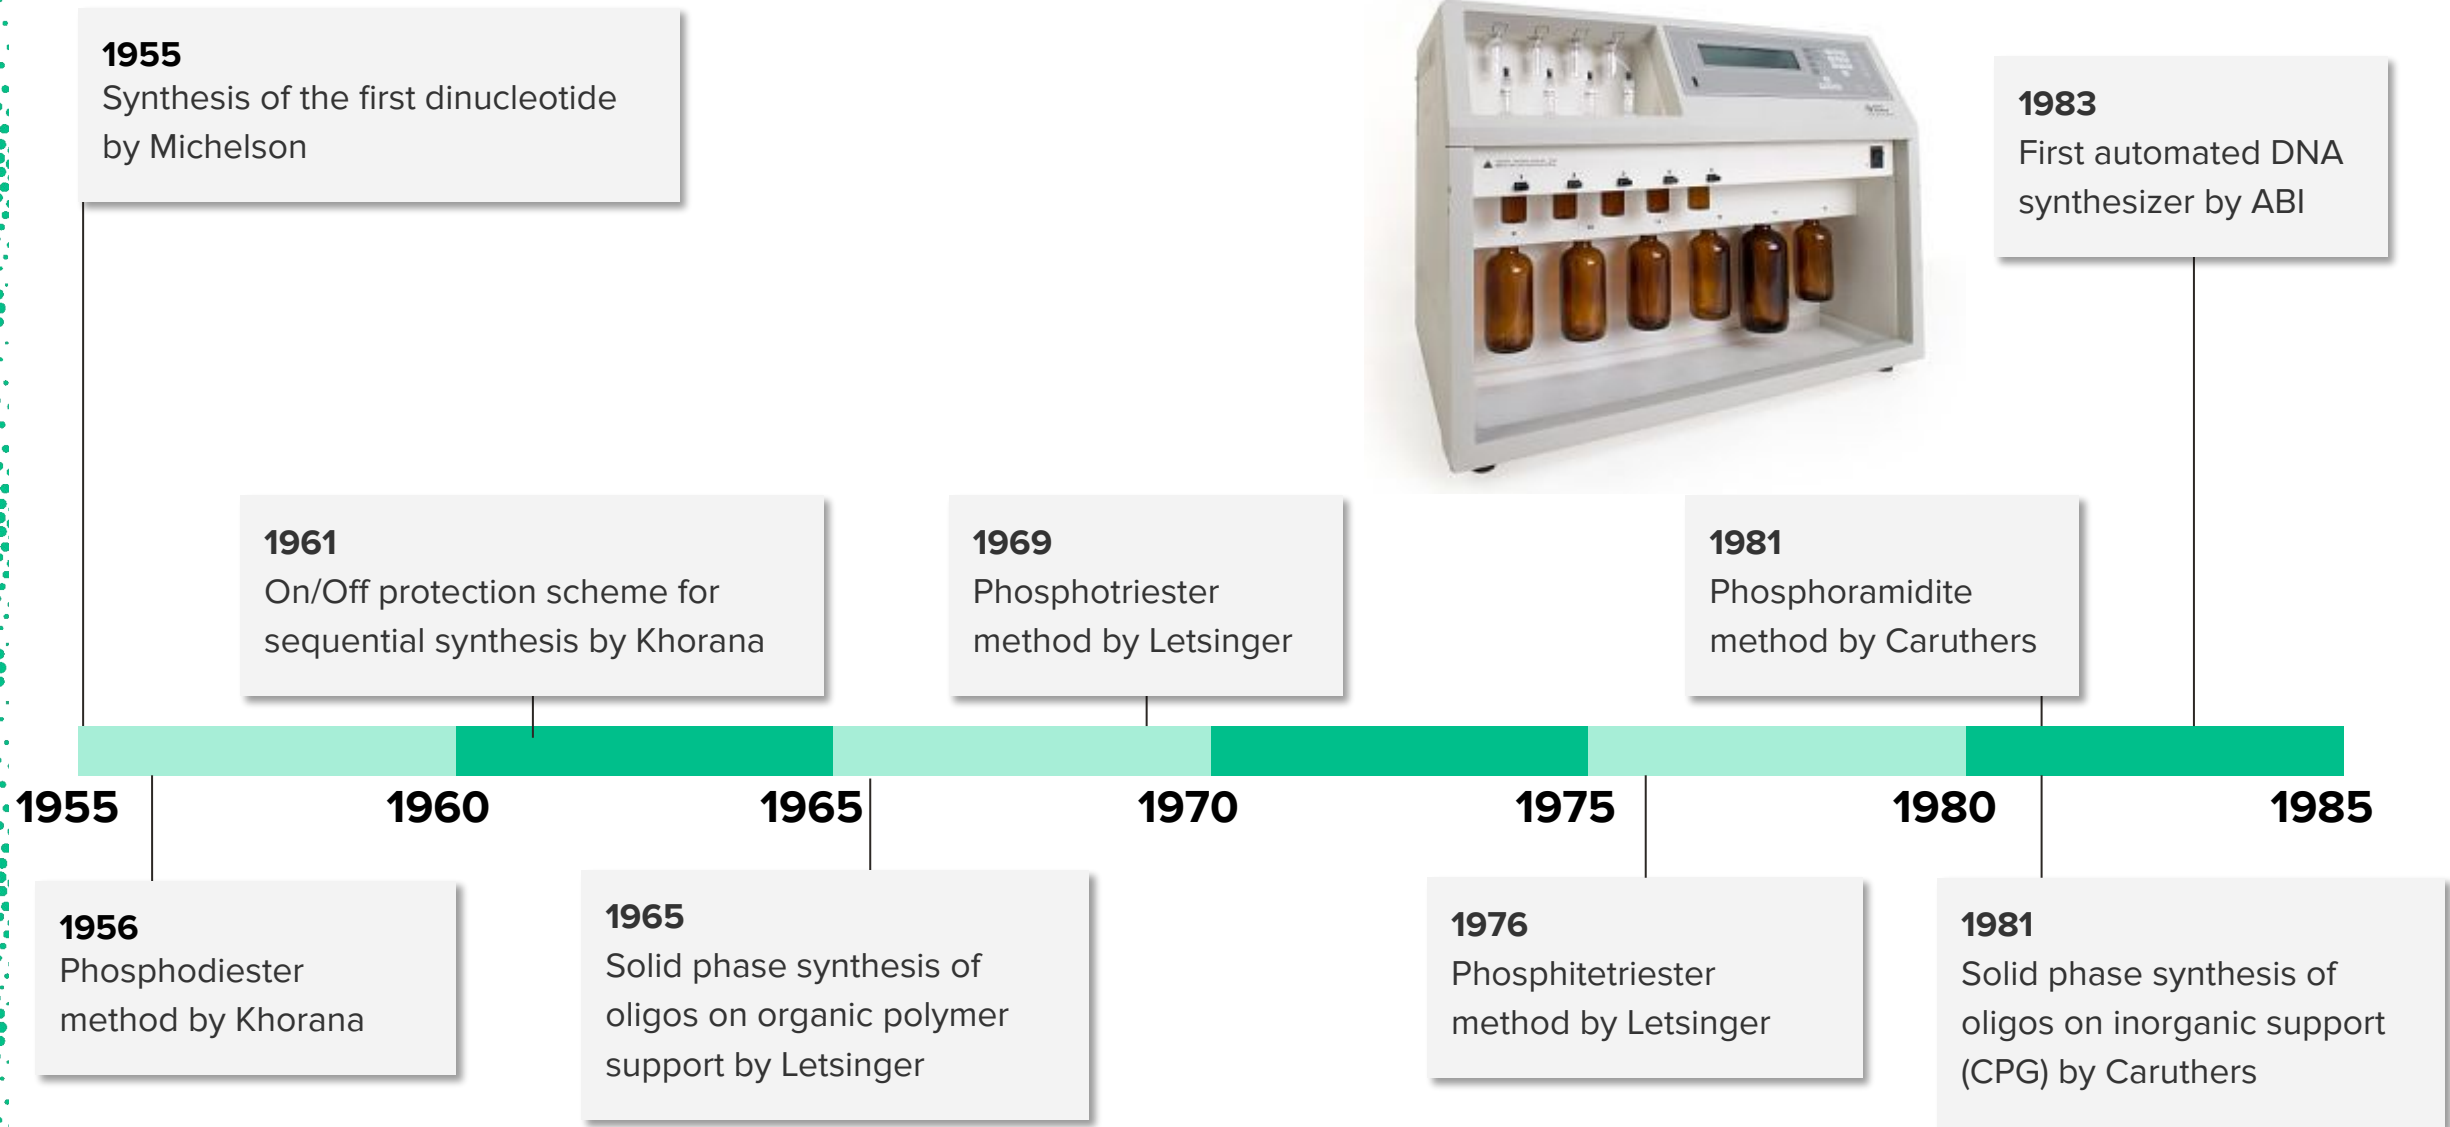 1955
Synthesis of the first dinucleotide
by Michelson
1983
First automated DNA
synthesizer by ABI
1961
On/Off protection scheme for
sequential synthesis by Khorana
1969
Phosphotriester
method by Letsinger
1981
Phosphoramidite
method by Caruthers
1955
1960
1965
1970
1975
1980
1985
1956
Phosphodiester
method by Khorana
1965
Solid phase synthesis of
oligos on organic polymer
support by Letsinger
1976
Phosphitetriester
method by Letsinger
1981
Solid phase synthesis of
oligos on inorganic support
(CPG) by Caruthers